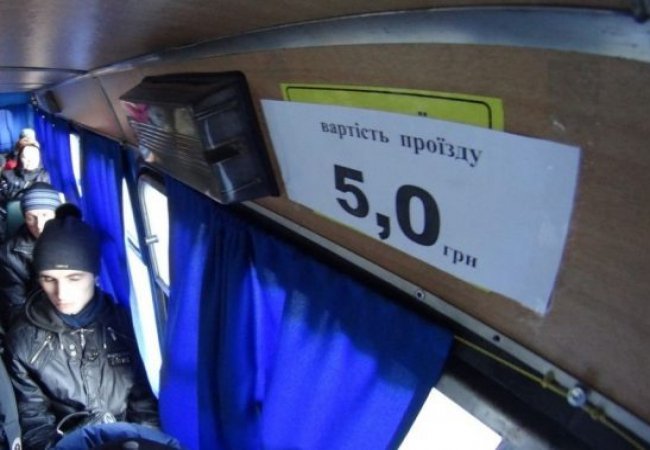 вартість проїзду
5,0 грн